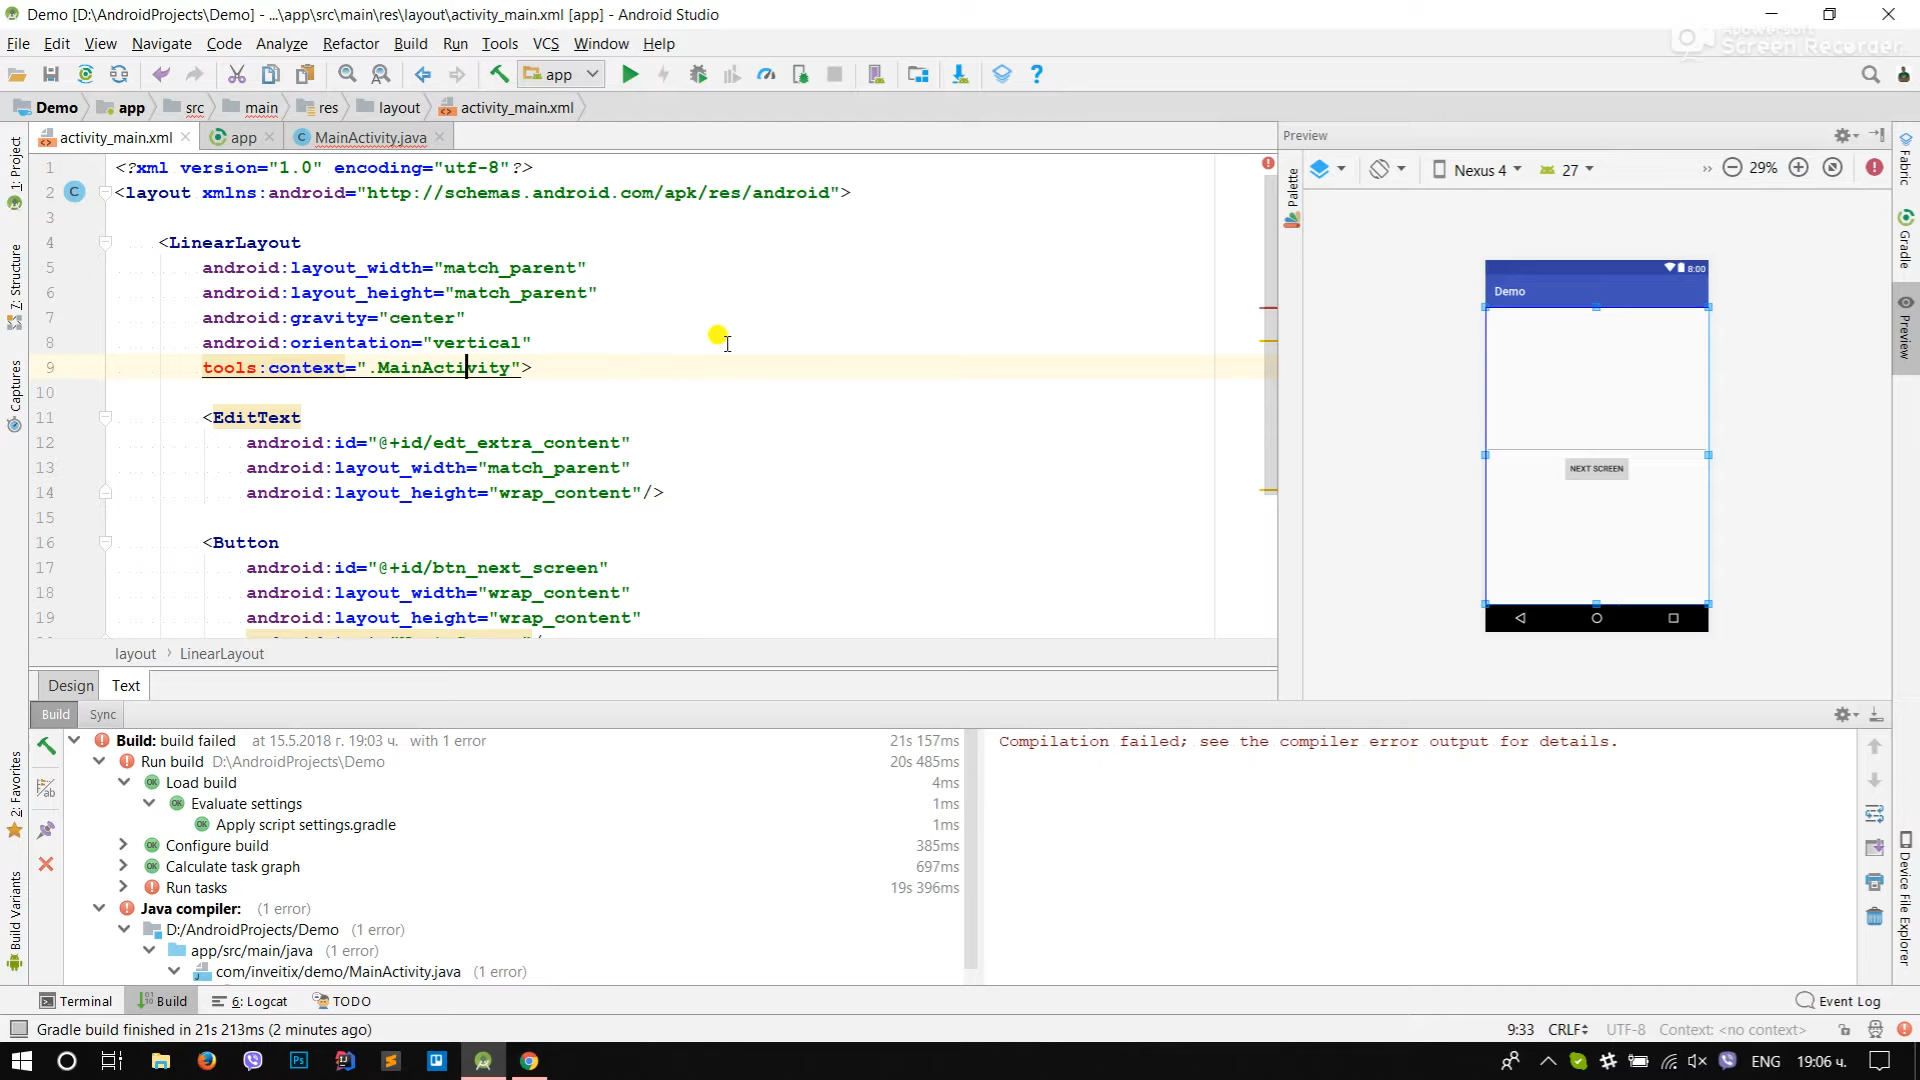 Demo [D:\AndroidProjects\Demo] - ...\app\src\main\res\layout\activity_main.xml [app] - Android Studio
File Edit View Navigate Code Analyze Refactor Build Run Tools VCS Window Help
Apowersoft
Screen Recorder
app
Demo app src main res layout activity_main.xml
activity_main.xml app MainActivity.java
Preview
1 <?xml version="1.0" encoding="utf-8"?>
2 <layout xmlns:android="http://schemas.android.com/apk/res/android">
3
4 <LinearLayout
5 android:layout_width="match_parent"
6 android:layout_height="match_parent"
7 android:gravity="center"
8 android:orientation="vertical"
9 tools:context=".MainActivity">
10
11 <EditText
12 android:id="@+id/edt_extra_content"
13 android:layout_width="match_parent"
14 android:layout_height="wrap_content"/>
15
16 <Button
17 android:id="@+id/btn_next_screen"
18 android:layout_width="wrap_content"
19 android:layout_height="wrap_content"
layout › LinearLayout
Design Text
Palette
Nexus 4 27 29%
8:00
Demo
NEXT SCREEN
1: Project
7: Structure
Captures
2: Favorites
Build Variants
Fabric
Gradle
Preview
Device File Explorer
Build Sync
Build: build failed at 15.5.2018 г. 19:03 ч. with 1 error 21s 157ms
Run build D:\AndroidProjects\Demo 20s 485ms
Load build 4ms
Evaluate settings 1ms
Apply script settings.gradle 1ms
Configure build 385ms
Calculate task graph 697ms
Run tasks 19s 396ms
Java compiler: (1 error)
D:/AndroidProjects/Demo (1 error)
app/src/main/java (1 error)
com/inveitix/demo/MainActivity.java (1 error)
Compilation failed; see the compiler error output for details.
Terminal Build 6: Logcat TODO Event Log
Gradle build finished in 21s 213ms (2 minutes ago) 9:33 CRLF UTF-8 Context: <no context>
ENG 19:06 ч.